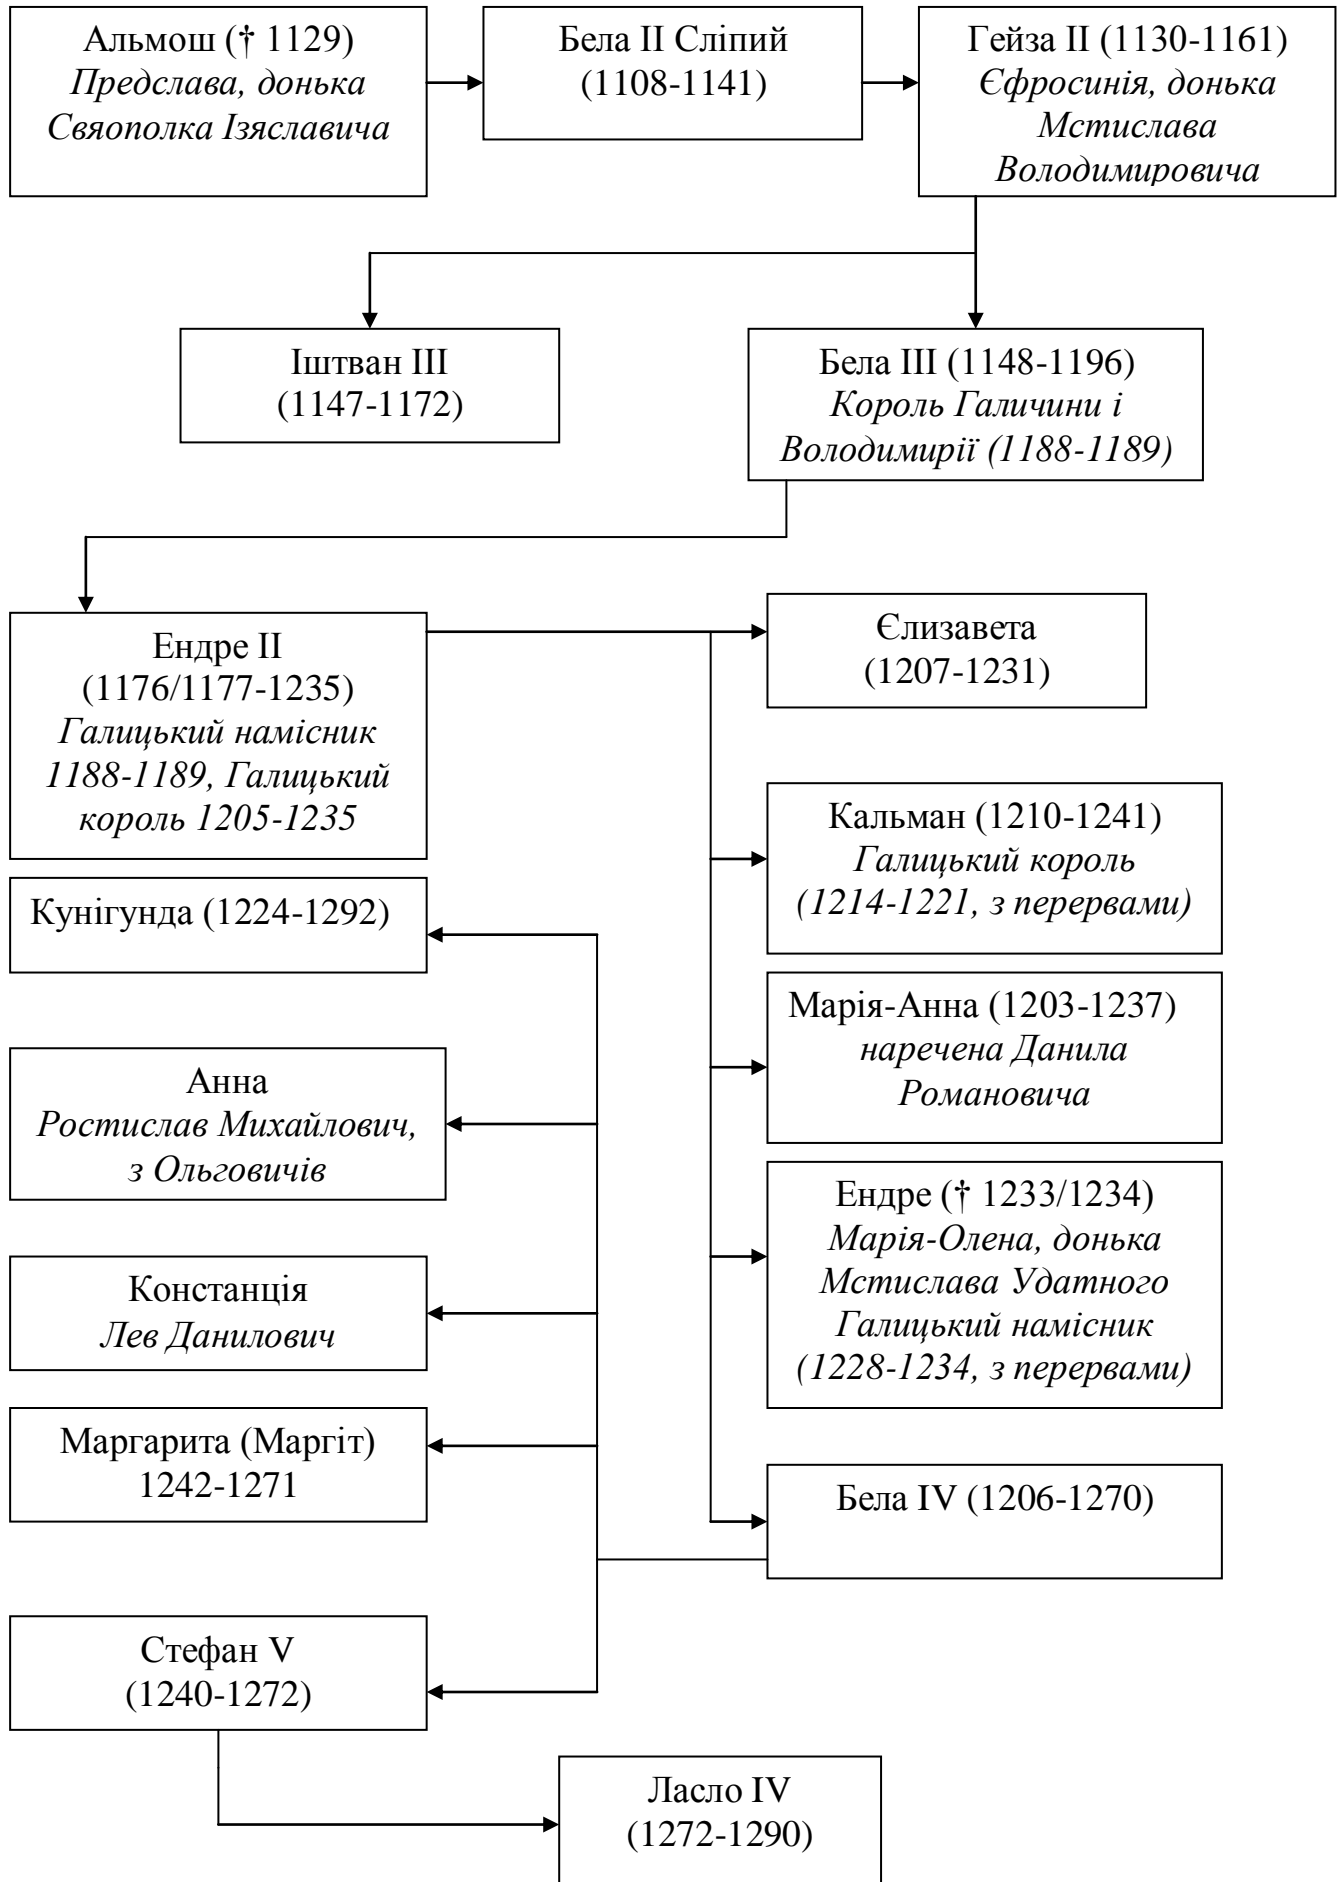 Альмош († 1129)
Предслава, донька
Свяополка Ізяславича
Бела II Сліпий
(1108-1141)
Гейза II (1130-1161)
Єфросинія, донька
Мстислава
Володимировича
Іштван III
(1147-1172)
Бела III (1148-1196)
Король Галичини і
Володимирії (1188-1189)
Ендре II
(1176/1177-1235)
Галицький намісник
1188-1189, Галицький
король 1205-1235
Єлизавета
(1207-1231)
Кальман (1210-1241)
Галицький король
(1214-1221, з перервами)
Кунігунда (1224-1292)
Марія-Анна (1203-1237)
наречена Данила
Романовича
Анна
Ростислав Михайлович,
з Ольговичів
Ендре († 1233/1234)
Марія-Олена, донька
Мстислава Удатного
Галицький намісник
(1228-1234, з перервами)
Констанція
Лев Данилович
Маргарита (Маргіт)
1242-1271
Бела IV (1206-1270)
Стефан V
(1240-1272)
Ласло IV
(1272-1290)